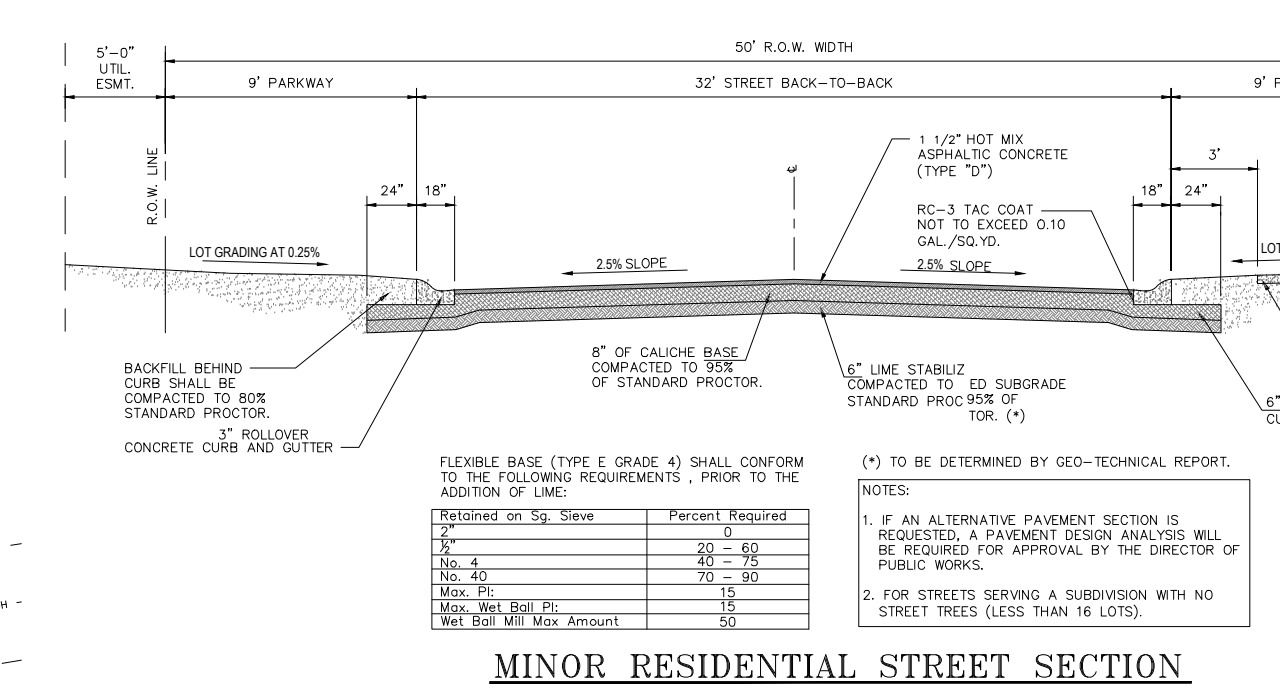 5'-0"
UTIL.
ESMT.
50' R.O.W. WIDTH
9' PARKWAY
32' STREET BACK-TO-BACK
9' P
R.O.W. LINE
24"
18"
℄
1 1/2" HOT MIX
ASPHALTIC CONCRETE
(TYPE "D")
3'
18"
24"
RC-3 TAC COAT
NOT TO EXCEED 0.10
GAL./SQ.YD.
LOT GRADING AT 0.25%
2.5% SLOPE
2.5% SLOPE
LOT
BACKFILL BEHIND
CURB SHALL BE
COMPACTED TO 80%
STANDARD PROCTOR.
3" ROLLOVER
CONCRETE CURB AND GUTTER
8" OF CALICHE BASE
COMPACTED TO 95%
OF STANDARD PROCTOR.
6" LIME STABILIZ
COMPACTED TO ED SUBGRADE
STANDARD PROC 95% OF
TOR. (*)
6"
CU
FLEXIBLE BASE (TYPE E GRADE 4) SHALL CONFORM
TO THE FOLLOWING REQUIREMENTS , PRIOR TO THE
ADDITION OF LIME:
Retained on Sg. Sieve Percent Required
2" 0
½" 20 - 60
No. 4 40 - 75
No. 40 70 - 90
Max. PI: 15
Max. Wet Ball PI: 15
Wet Ball Mill Max Amount 50
(*) TO BE DETERMINED BY GEO-TECHNICAL REPORT.
NOTES:
1. IF AN ALTERNATIVE PAVEMENT SECTION IS
REQUESTED, A PAVEMENT DESIGN ANALYSIS WILL
BE REQUIRED FOR APPROVAL BY THE DIRECTOR OF
PUBLIC WORKS.
2. FOR STREETS SERVING A SUBDIVISION WITH NO
STREET TREES (LESS THAN 16 LOTS).
H
MINOR RESIDENTIAL STREET SECTION